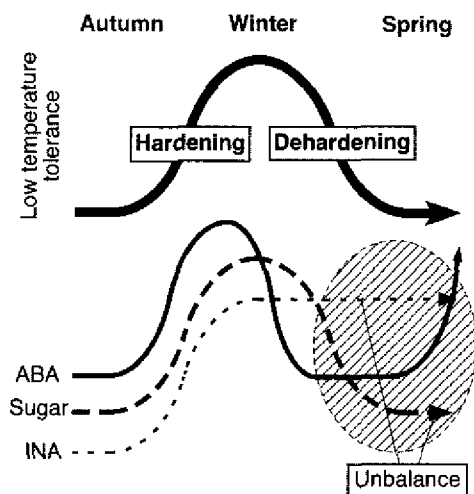 Autumn Winter Spring
Low temperature
tolerance
Hardening Dehardening
ABA
Sugar
INA
Unbalance